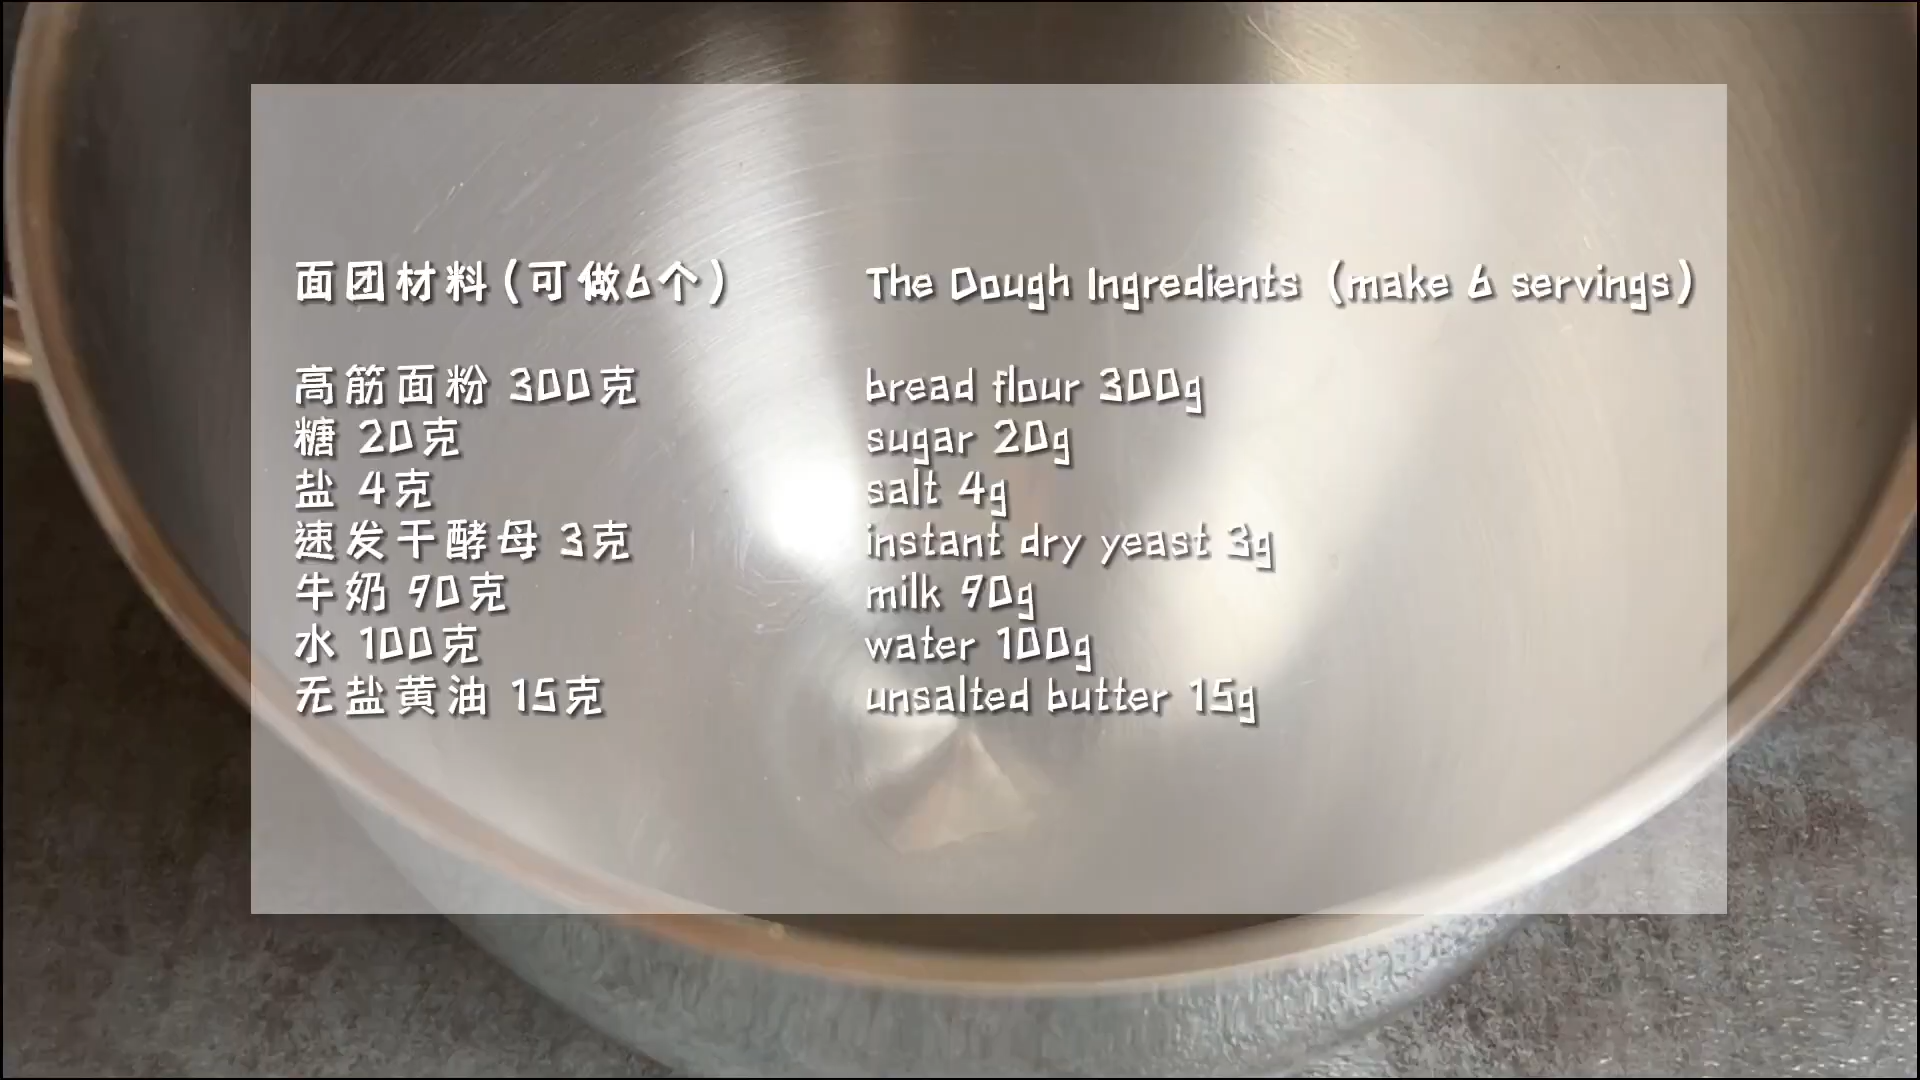 面团材料(可做6个)
高筋面粉 300克
糖 20克
盐 4克
速发干酵母 3克
牛奶 90克
水 100克
无盐黄油 15克
The Dough Ingredients (make 6 servings)
bread flour 300g
sugar 20g
salt 4g
instant dry yeast 3g
milk 90g
water 100g
unsalted butter 15g